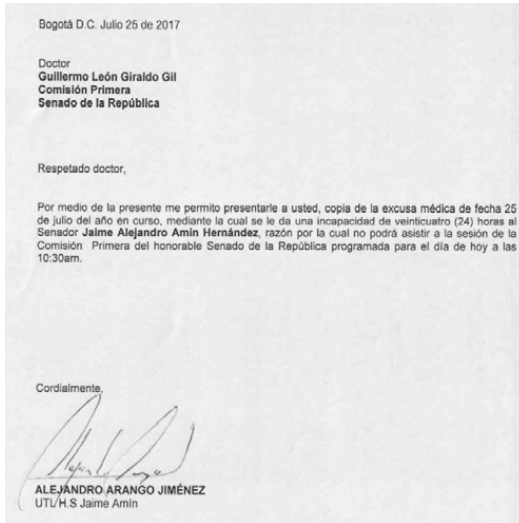 Bogotá D.C. Julio 25 de 2017
Doctor
Guillermo León Giraldo Gil
Comisión Primera
Senado de la República
Respetado doctor,
Por medio de la presente me permito presentarle a usted, copia de la excusa médica de fecha 25
de julio del año en curso, mediante la cual se le da una incapacidad de veinticuatro (24) horas al
Senador Jaime Alejandro Amin Hernández, razón por la cual no podrá asistir a la sesión de la
Comisión Primera del honorable Senado de la República programada para el día de hoy a las
10:30am.
Cordialmente,
ALEJANDRO ARANGO JIMÉNEZ
UTL/H.S Jaime Amín